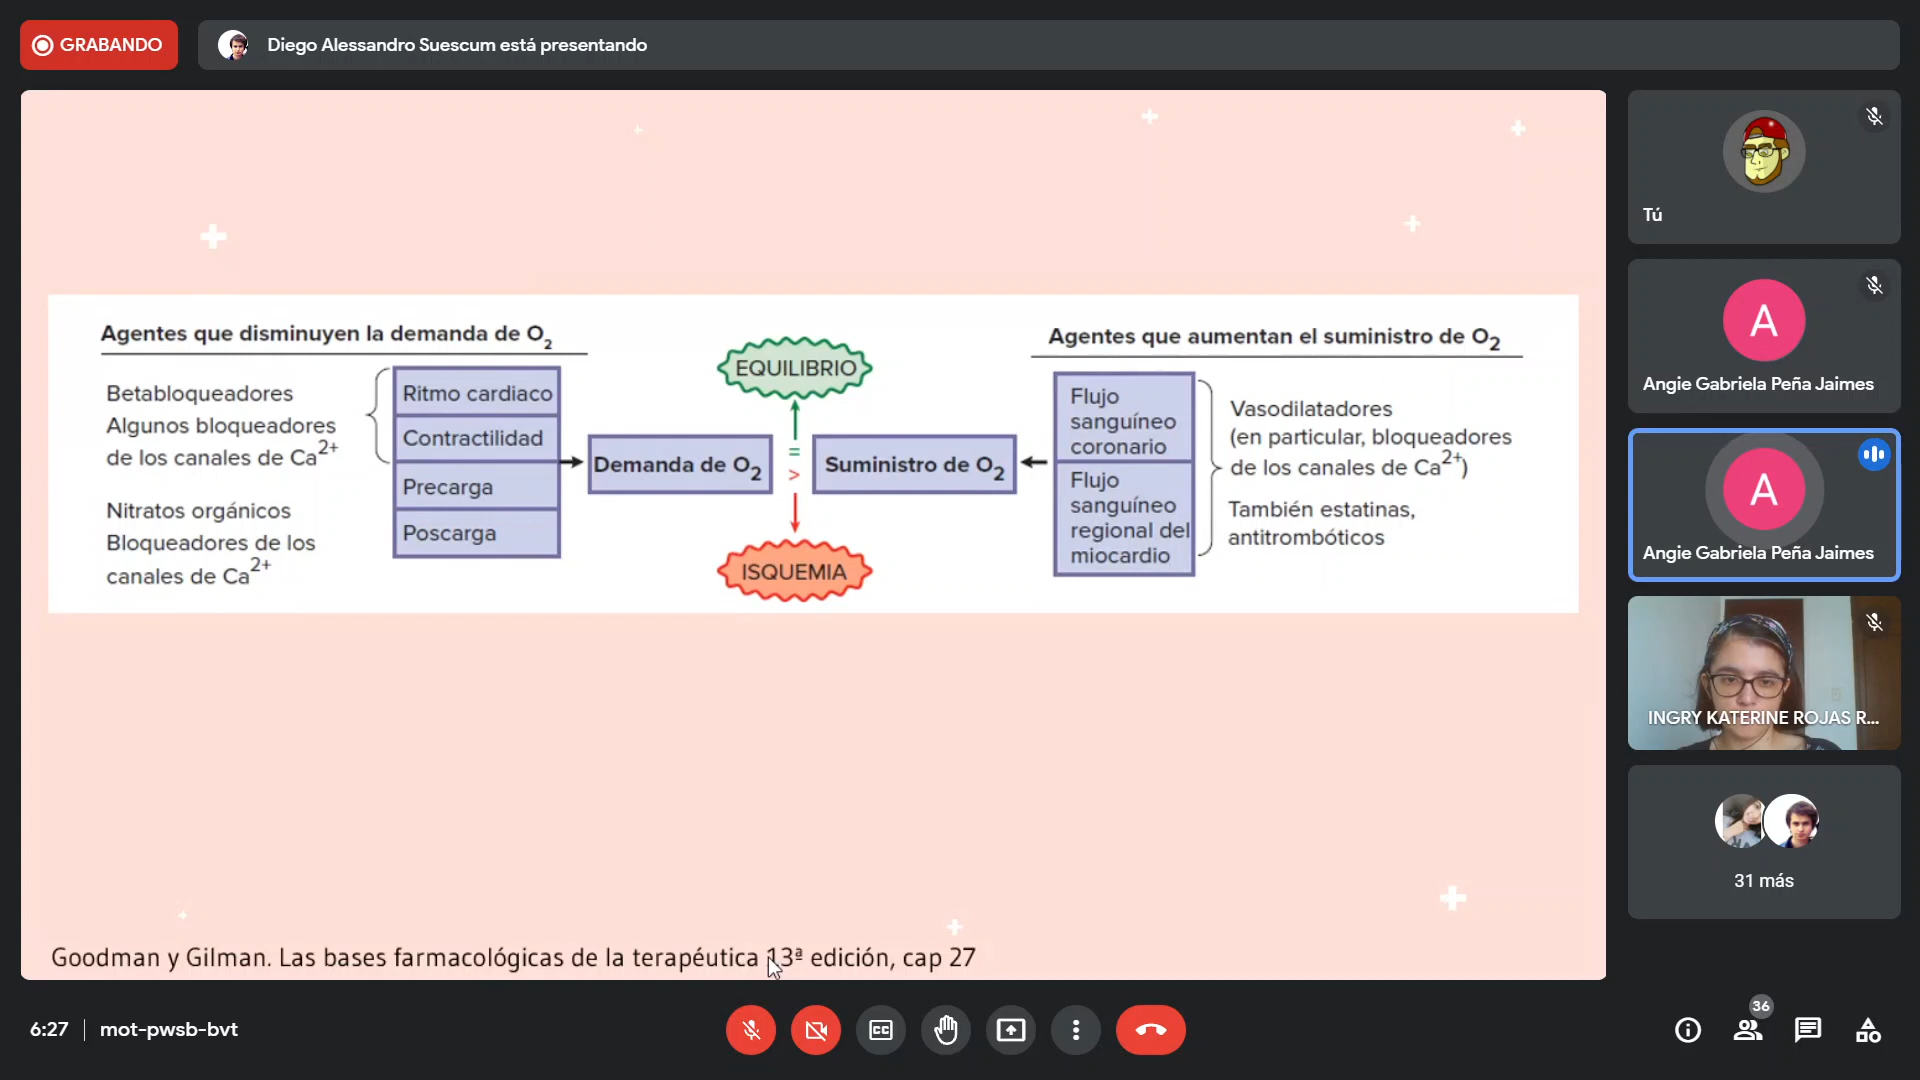 GRABANDO
Diego Alessandro Suescum está presentando
Agentes que disminuyen la demanda de O2
Betabloqueadores
Algunos bloqueadores
de los canales de Ca2+
Nitratos orgánicos
Bloqueadores de los
canales de Ca2+
Ritmo cardiaco
Contractilidad
Precarga
Poscarga
Demanda de O2
EQUILIBRIO
=
>
ISQUEMIA
Suministro de O2
Agentes que aumentan el suministro de O2
Flujo
sanguíneo
coronario
Flujo
sanguíneo
regional del
miocardio
Vasodilatadores
(en particular, bloqueadores
de los canales de Ca2+)
También estatinas,
antitrombóticos
Goodman y Gilman. Las bases farmacológicas de la terapéutica 13ª edición, cap 27
Tú
A
Angie Gabriela Peña Jaimes
A
Angie Gabriela Peña Jaimes
INGRY KATERINE ROJAS R...
31 más
6:27
mot-pwsb-bvt
CC
36